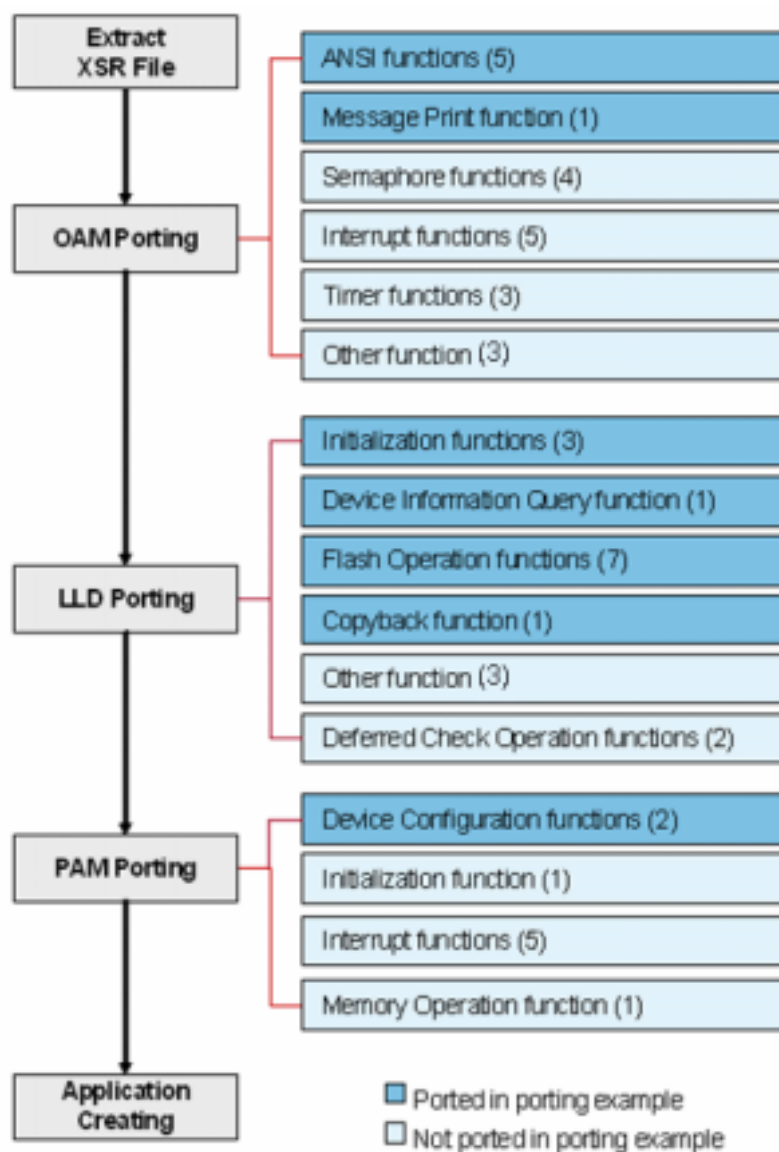 Extract
XSR File
ANSI functions (5)
Message Print function (1)
Semaphore functions (4)
OAM Porting
Interrupt functions (5)
Timer functions (3)
Other function (3)
Initialization functions (3)
Device Information Query function (1)
Flash Operation functions (7)
LLD Porting
Copyback function (1)
Other function (3)
Deferred Check Operation functions (2)
Device Configuration functions (2)
PAM Porting
Initialization function (1)
Interrupt functions (5)
Memory Operation function (1)
Application
Creating
Ported in porting example
Not ported in porting example